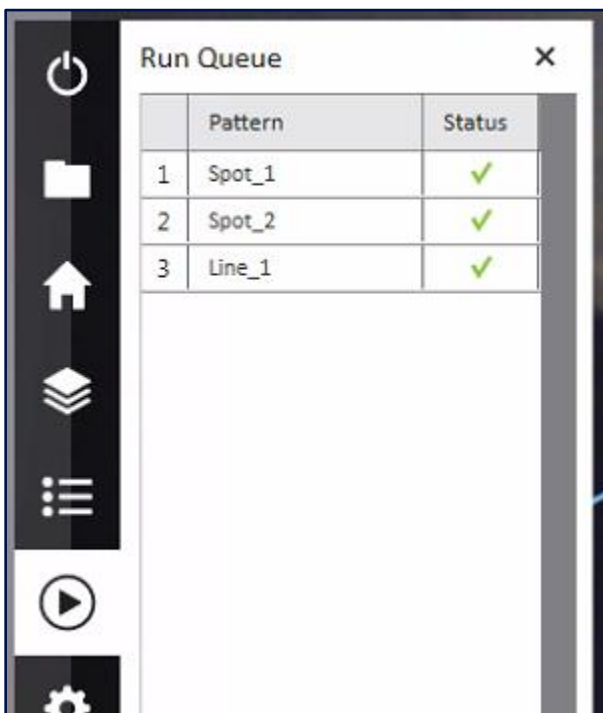 Run Queue
Pattern Status
1 Spot_1
2 Spot_2
3 Line_1